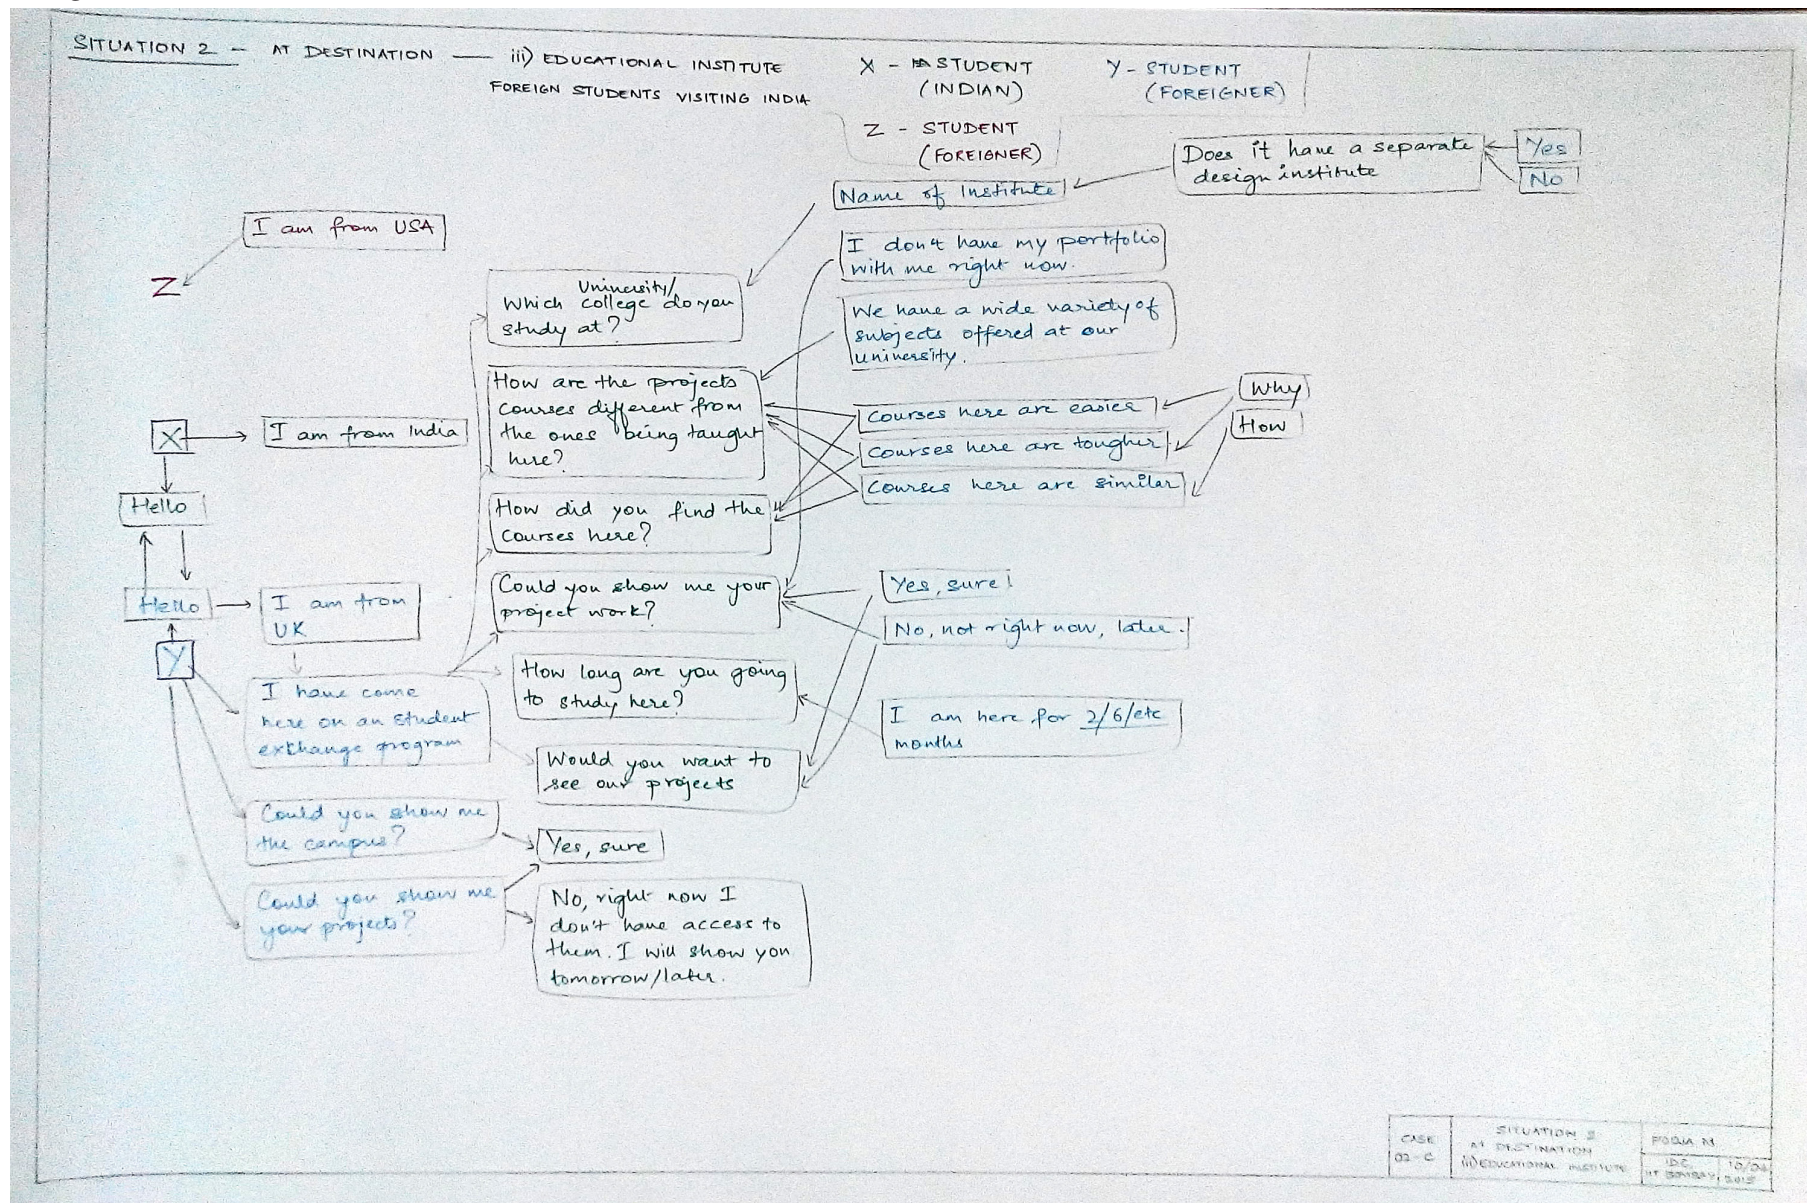 SITUATION 2 - AT DESTINATION — iii) EDUCATIONAL INSTITUTE
FOREIGN STUDENTS VISITING INDIA
X - STUDENT
(INDIAN)
Y - STUDENT
(FOREIGNER)
Z - STUDENT
(FOREIGNER)
Does it have a separate
design institute
Yes
No
Name of Institute
I am from USA
Z
I don't have my portfolio
with me right now.
University/
Which college do you
study at?
We have a wide variety of
subjects offered at our
university.
How are the projects
courses different from
the ones being taught
here?
Why
How
Courses here are easier
Courses here are tougher
Courses here are similar
X
I am from India
Hello
How did you find the
courses here?
Hello
I am from
UK
Could you show me your
project work?
Yes, sure!
No, not right now, later.
Y
I have come
here on an student
exchange program
How long are you going
to study here?
I am here for 2/6/etc
months
Would you want to
see our projects
Could you show me
the campus?
Yes, sure
Could you show me
your projects?
No, right now I
don't have access to
them. I will show you
tomorrow/later.
CASE
02-C
SITUATION 2
AT DESTINATION
iii) EDUCATIONAL INSTITUTE
POOJA M.
IDC
IIT BOMBAY
2015